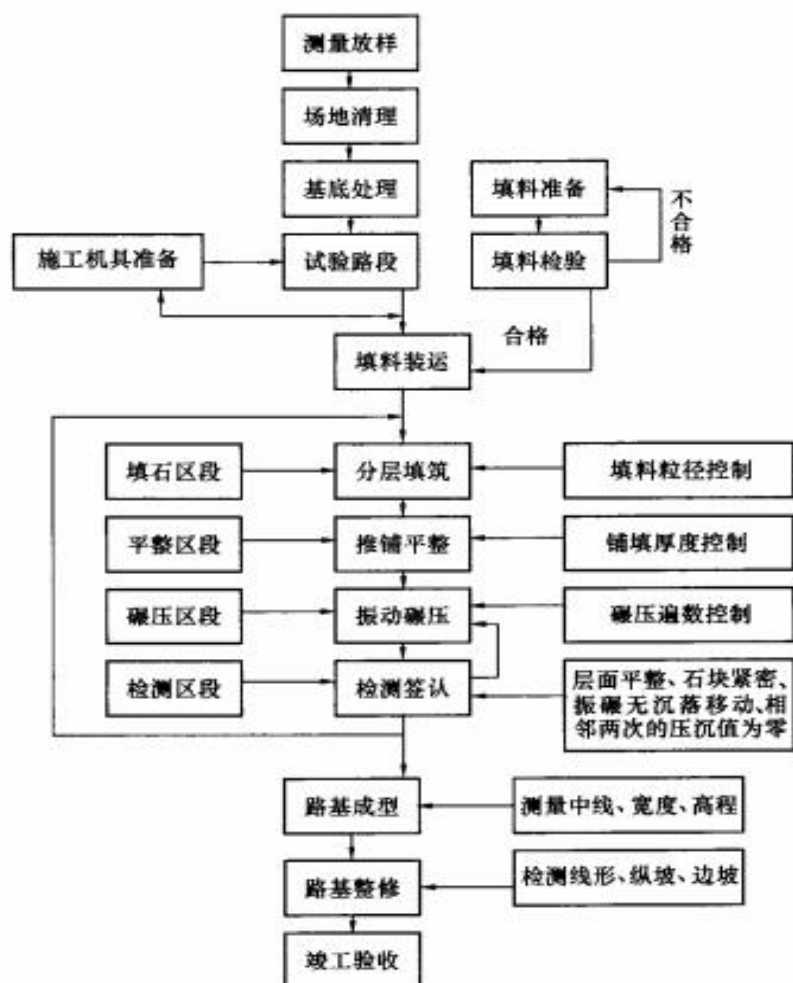 测量放样
场地清理
基底处理
填料准备
不合格
施工机具准备
试验路段
填料检验
合格
填料装运
填石区段
分层填筑
填料粒径控制
平整区段
推铺平整
铺填厚度控制
碾压区段
振动碾压
碾压遍数控制
检测区段
检测签认
层面平整、石块紧密、
振碾无沉落移动、相
邻两次的压沉值为零
路基成型
测量中线、宽度、高程
路基整修
检测线形、纵坡、边坡
竣工验收